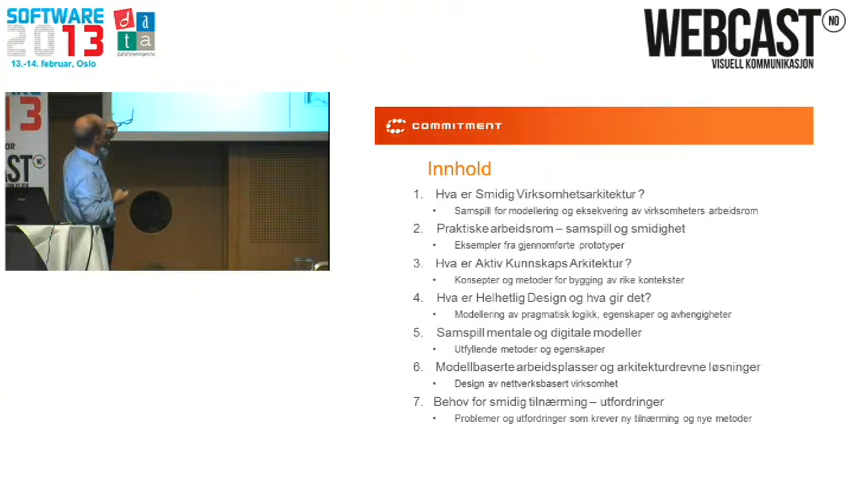 SOFTWARE
2013
13.-14. februar, Oslo
data
WEBCAST NO
VISUELL KOMMUNIKASJON
13
COMMITMENT
Innhold
1. Hva er Smidig Virksomhetsarkitektur ?
• Samspill for modellering og eksekvering av virksomheters arbeidsrom
2. Praktiske arbeidsrom – samspill og smidighet
• Eksempler fra gjennomførte prototyper
3. Hva er Aktiv Kunnskaps Arkitektur ?
• Konsepter og metoder for bygging av rike kontekster
4. Hva er Helhetlig Design og hva gir det?
• Modellering av pragmatisk logikk, egenskaper og avhengigheter
5. Samspill mentale og digitale modeller
• Utfyllende metoder og egenskaper
6. Modellbaserte arbeidsplasser og arkitekturdrevne løsninger
• Design av nettverksbasert virksomhet
7. Behov for smidig tilnærming – utfordringer
• Problemer og utfordringer som krever ny tilnærming og nye metoder